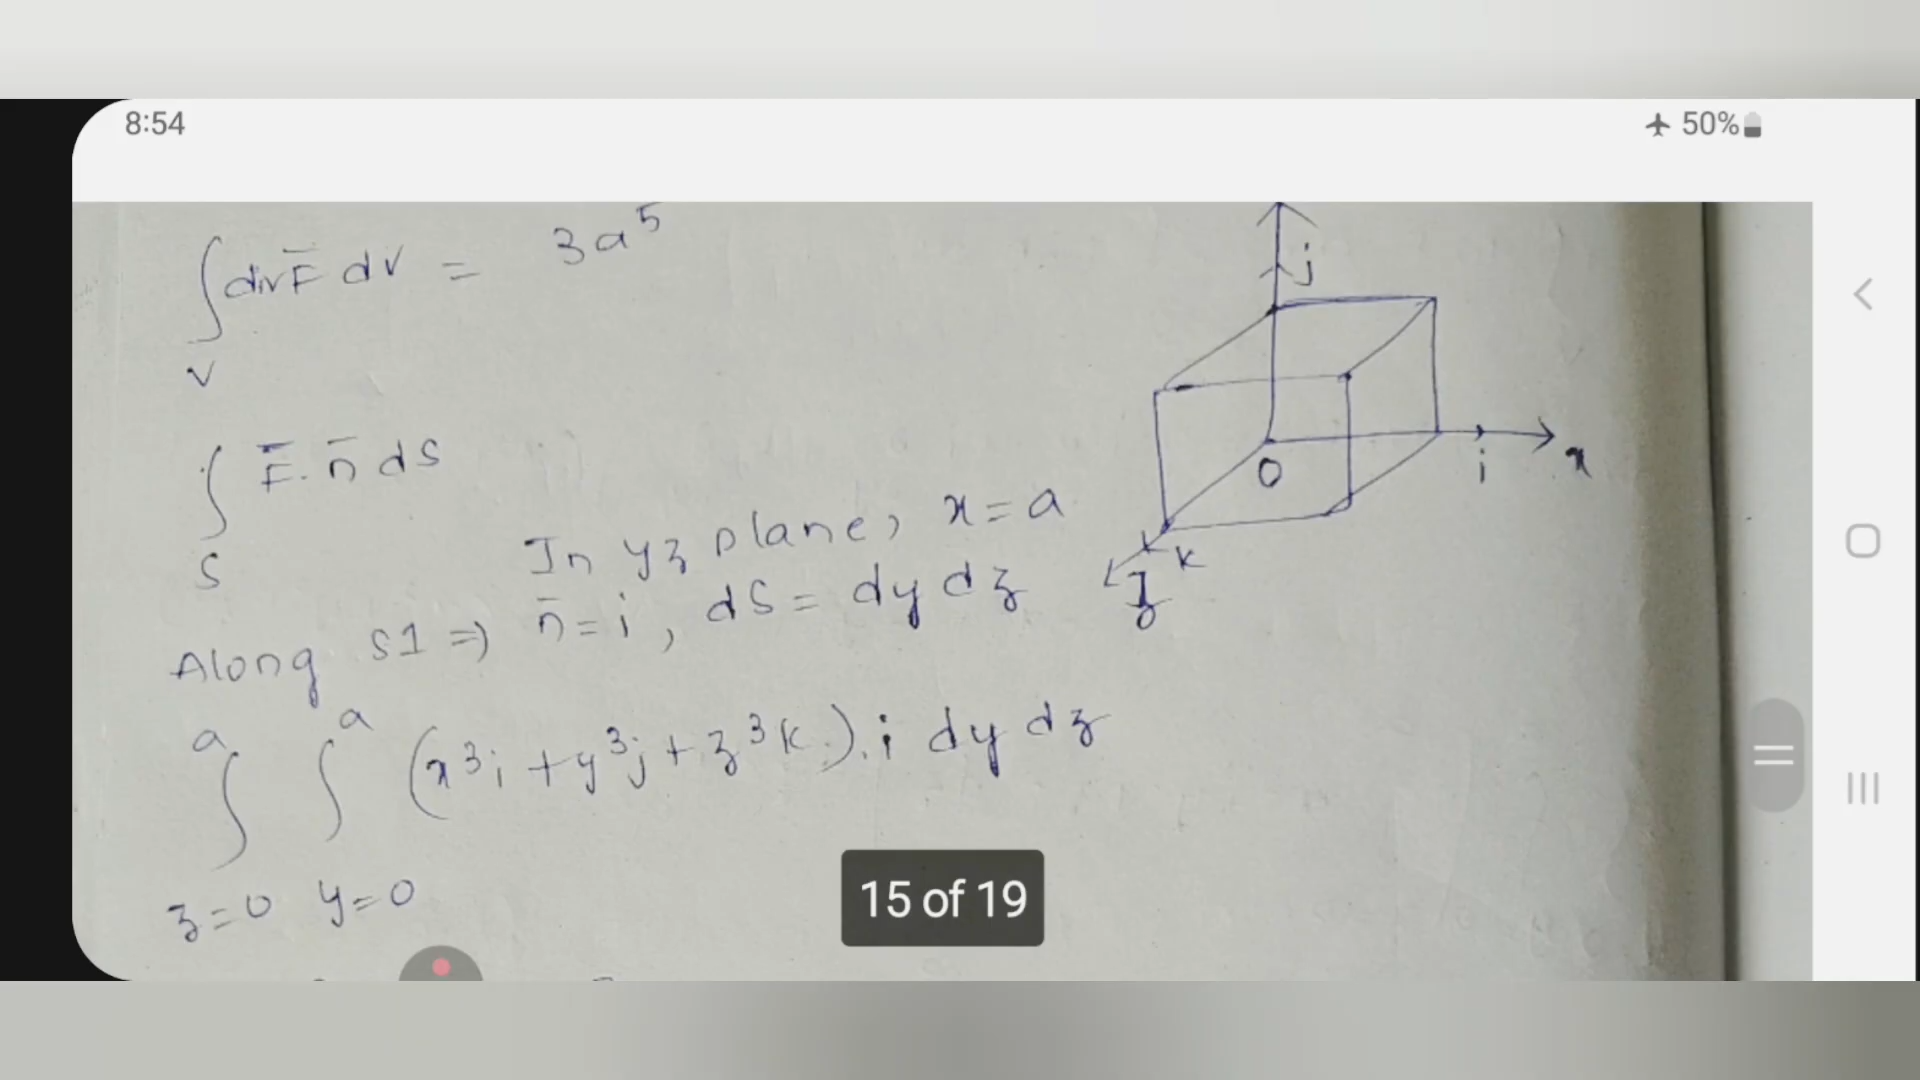 8:54
50%
∫ div F̄ dV = 3a⁵
V
j
∫ F̄ . n̄ dS
S
O
i
x
In yz plane, x = a
k
z
Along S1 ⇒ n̄ = i, dS = dy dz
a a
∫ ∫ (x³i + y³j + z³k) . i dy dz
z=0 y=0
15 of 19